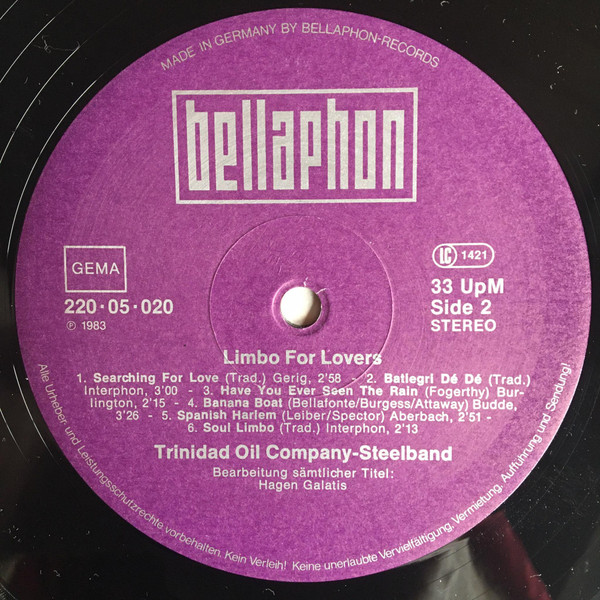 MADE IN GERMANY BY BELLAPHON-RECORDS
bellaphon
GEMA
220·05·020
℗ 1983
LC 1421
33 UpM
Side 2
STEREO
Limbo For Lovers
1. Searching For Love (Trad.) Gerig, 2'58 - 2. Batiegri Dé Dé (Trad.)
Interphon, 3'00 - 3. Have You Ever Seen The Rain (Fogerthy) Bur-
lington, 2'15 - 4. Banana Boat (Bellafonte/Burgess/Attaway) Budde,
3'26 - 5. Spanish Harlem (Leiber/Spector) Aberbach, 2'51 -
6. Soul Limbo (Trad.) Interphon, 2'13
Trinidad Oil Company-Steelband
Bearbeitung sämtlicher Titel:
Hagen Galatis
Alle Urheber- und Leistungsschutzrechte vorbehalten. Kein Verleih! Keine unerlaubte Vervielfältigung, Vermietung, Aufführung und Sendung!